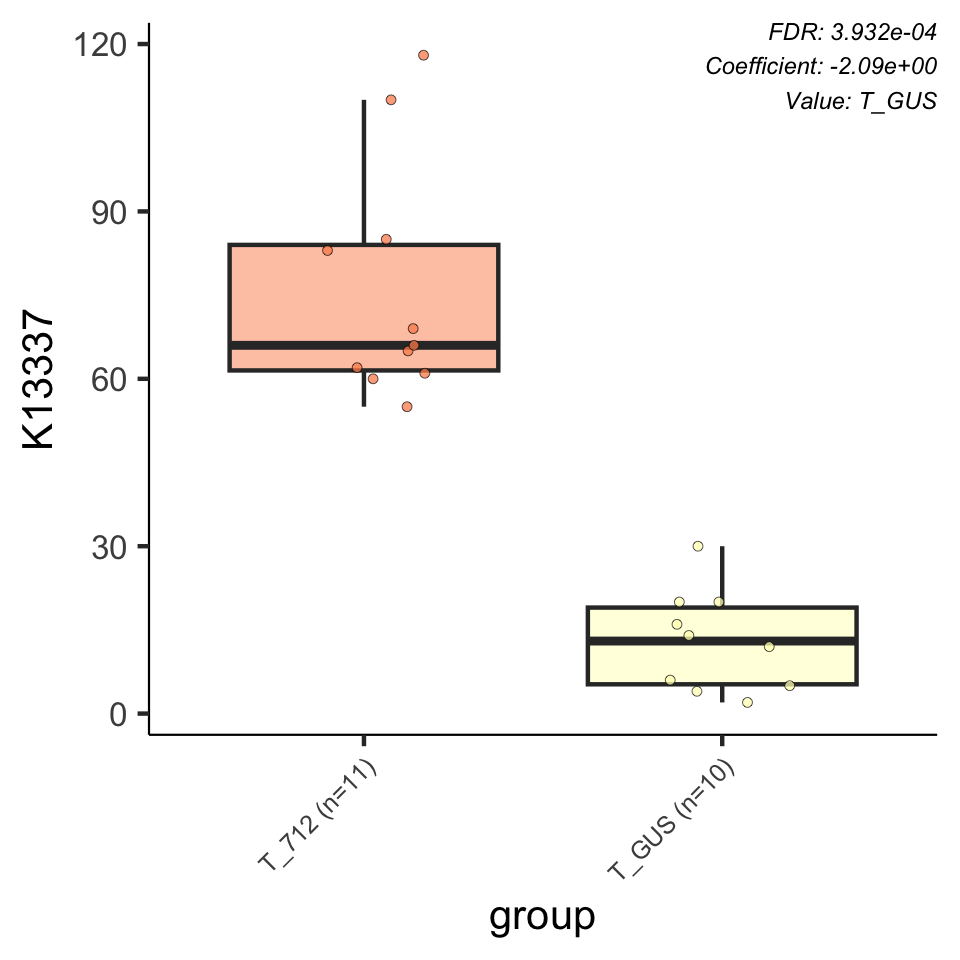 FDR: 3.932e-04
Coefficient: -2.09e+00
Value: T_GUS
120
90
60
30
0
K13337
T_712 (n=11)
T_GUS (n=10)
group